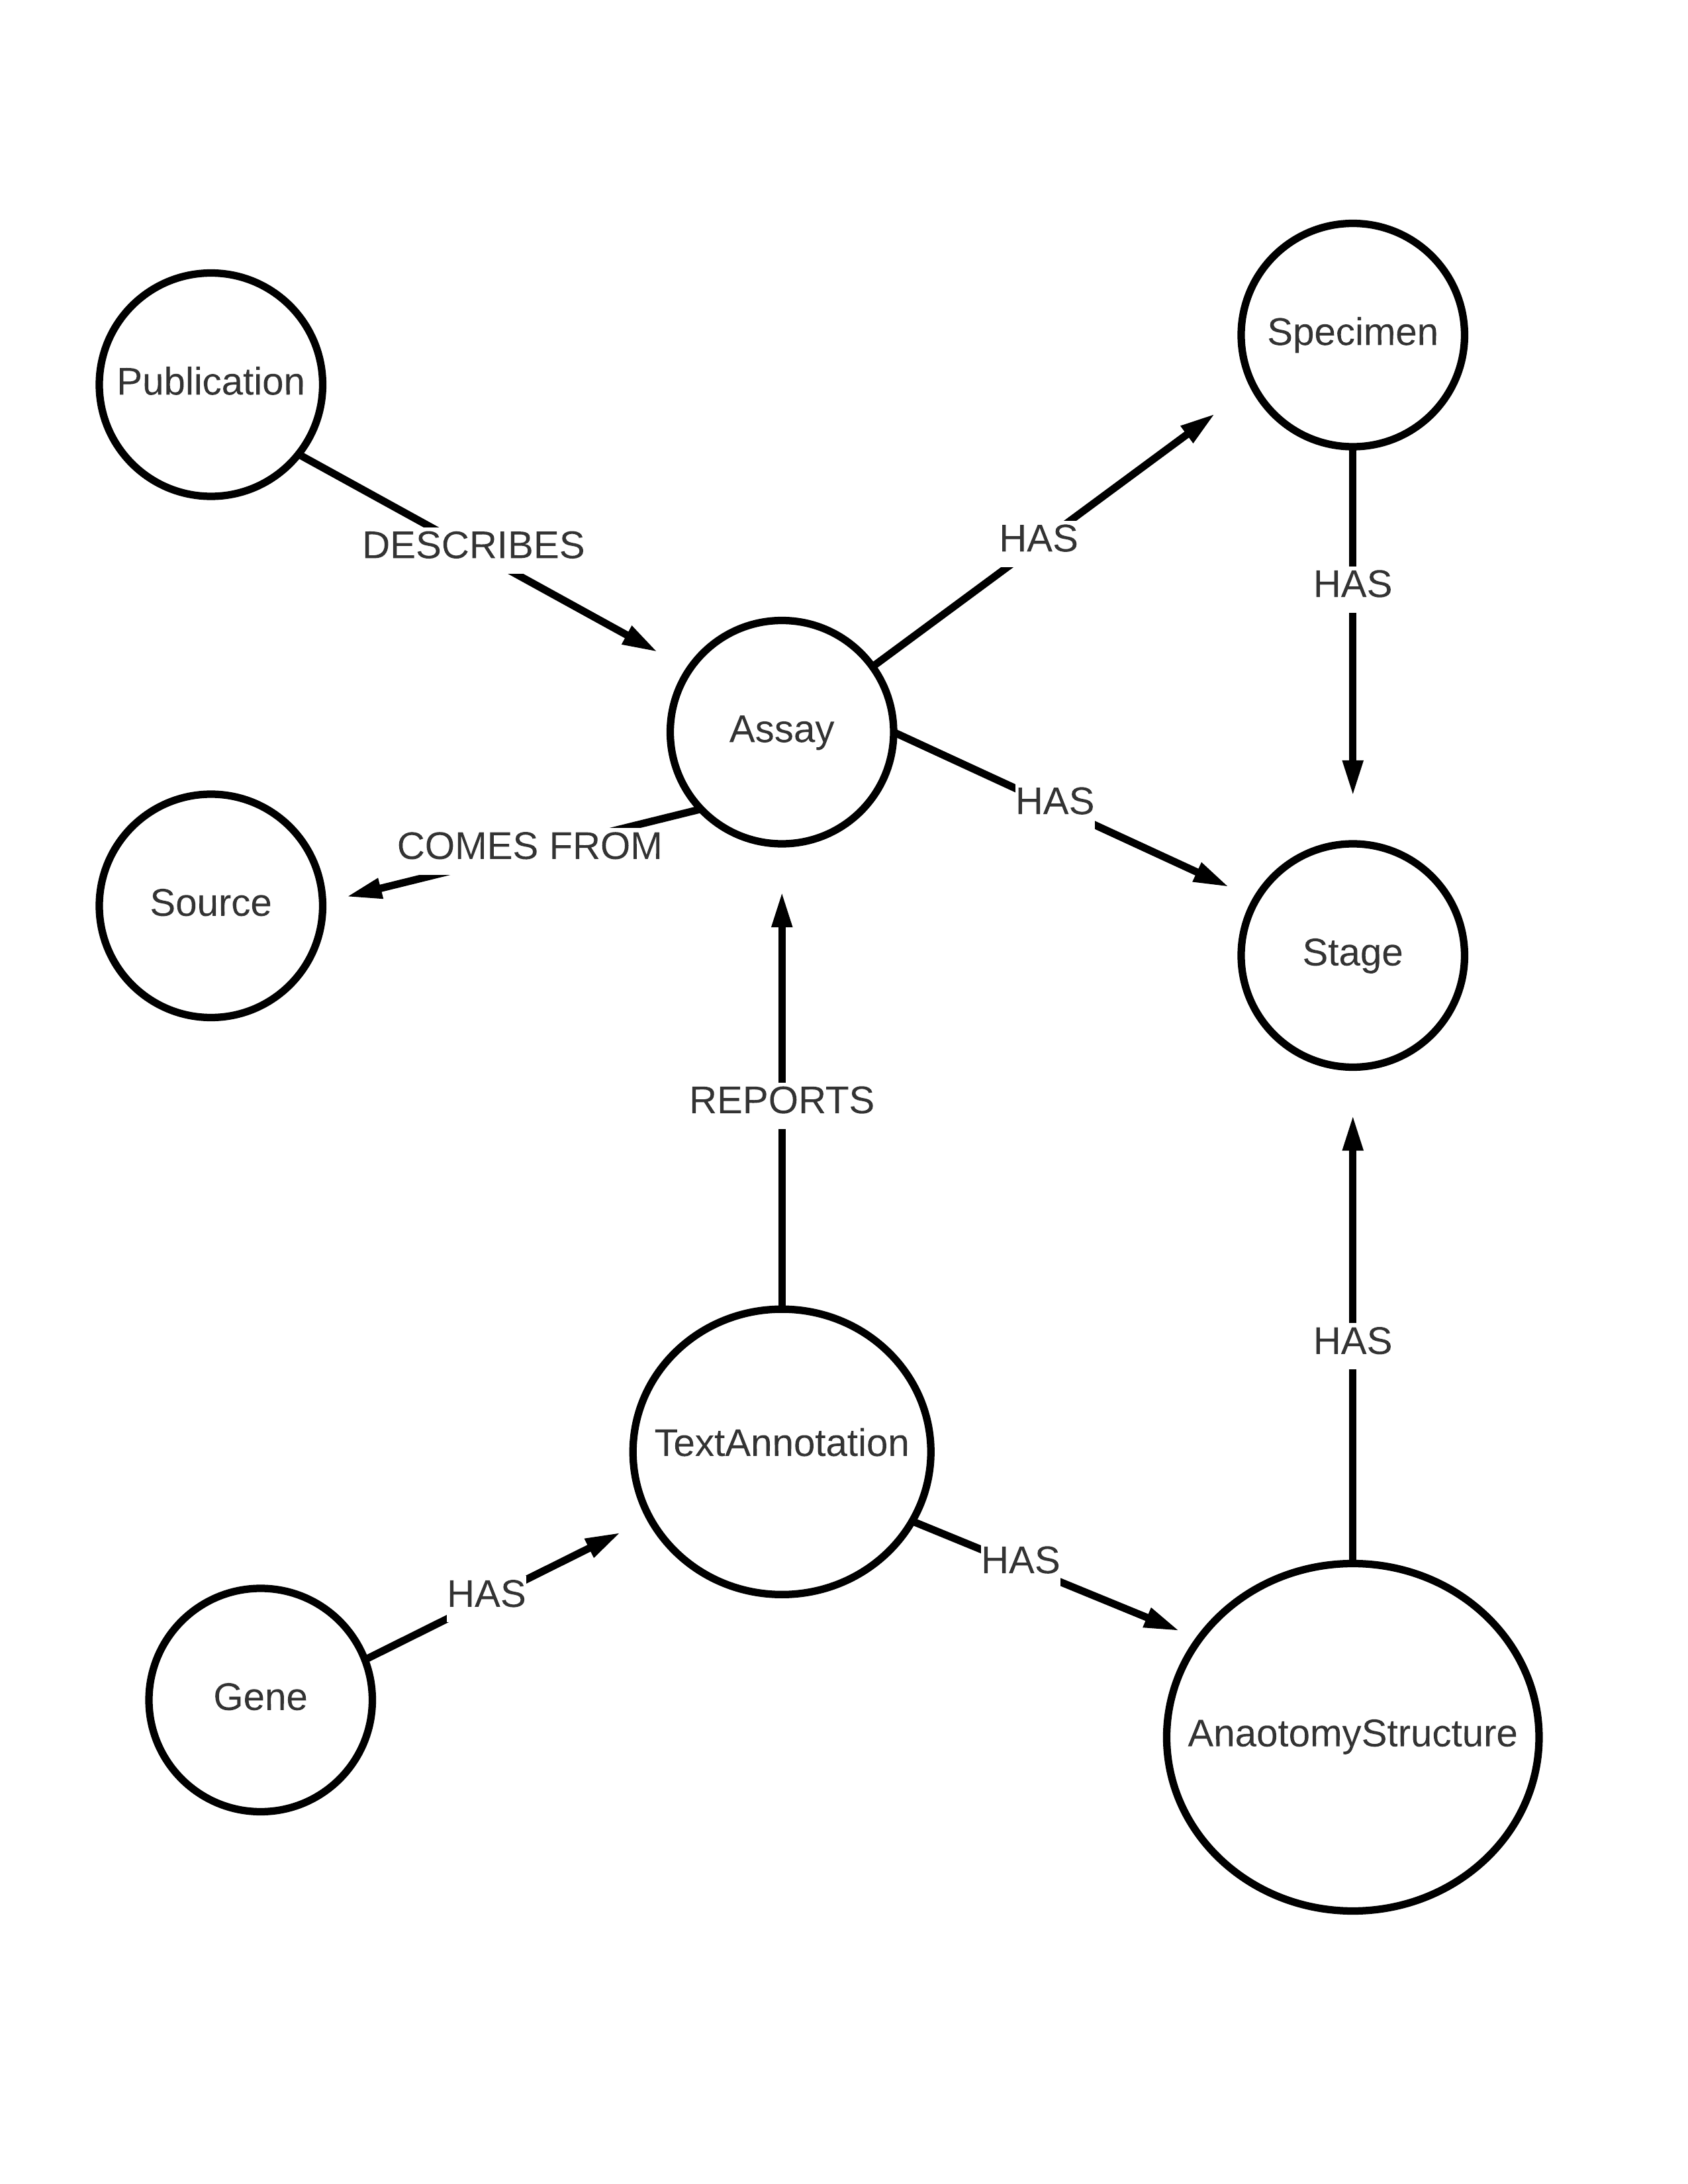 Specimen
Publication
HAS
DESCRIBES
HAS
Assay
HAS
COMES FROM
Source
Stage
REPORTS
HAS
TextAnnotation
HAS
HAS
Gene
AnaotomyStructure